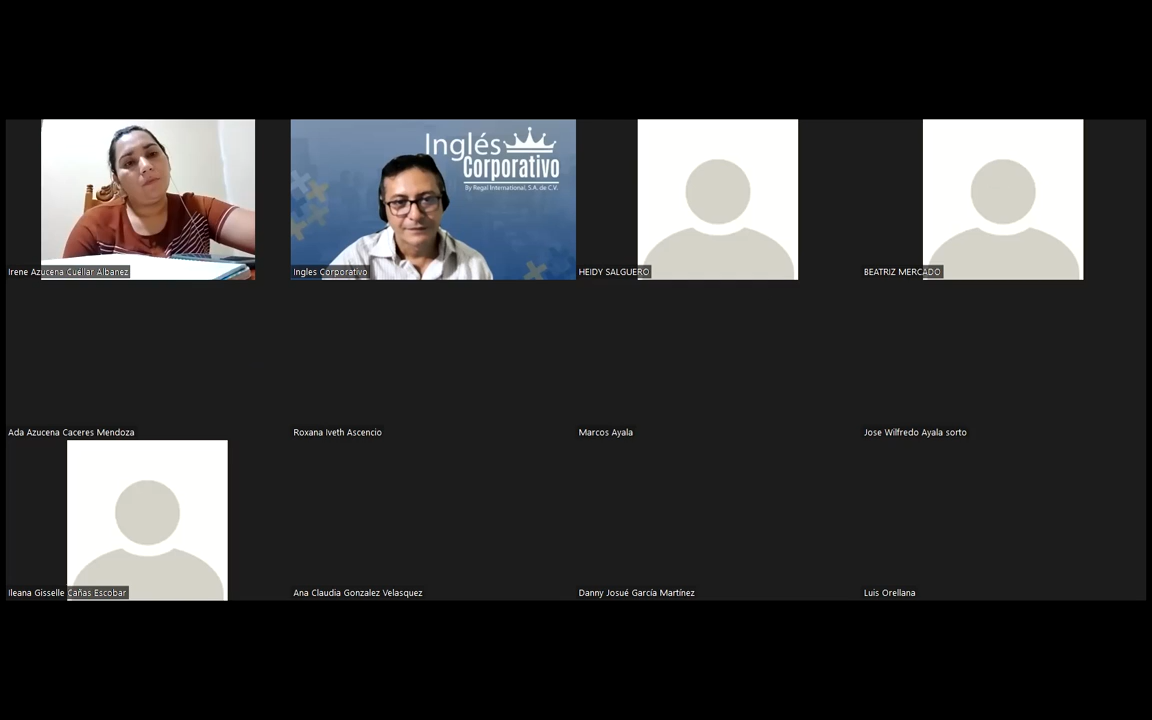 Inglés
Corporativo
By Regal International, S.A. de C.V.
Irene Azucena Cuéllar Albanez
Ingles Corporativo
HEIDY SALGUERO
BEATRIZ MERCADO
Ada Azucena Caceres Mendoza
Roxana Iveth Ascencio
Marcos Ayala
Jose Wilfredo Ayala sorto
Ileana Gisselle Cañas Escobar
Ana Claudia Gonzalez Velasquez
Danny Josué García Martínez
Luis Orellana